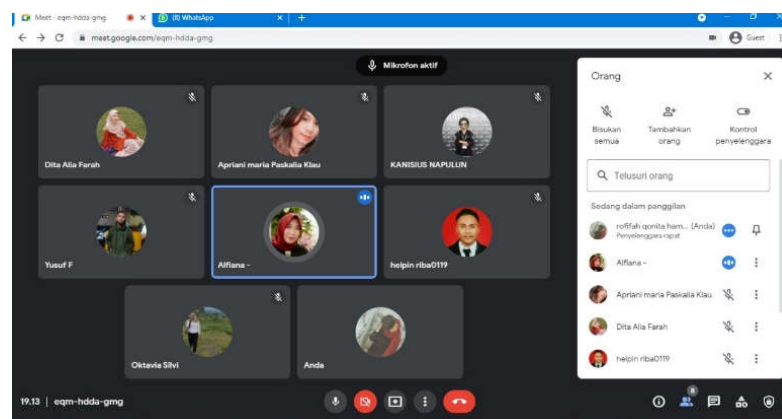 Meet - eqm-hdda-gmg
(8) WhatsApp
meet.google.com/eqm-hdda-gmg
Guest
Mikrofon aktif
Dita Alia Farah
Apriani maria Paskalia Klau
KANISIUS NAPULUN
Yusuf F
Alfiana -
helpin riba0119
Oktavia Silvi
Anda
Orang
Bisukan semua
Tambahkan orang
Kontrol penyelenggara
Telusuri orang
Sedang dalam panggilan
rofifah qonita ham... (Anda)
Penyelenggara rapat
Alfiana -
Apriani maria Paskalia Klau
Dita Alia Farah
helpin riba0119
19.13 | eqm-hdda-gmg
8